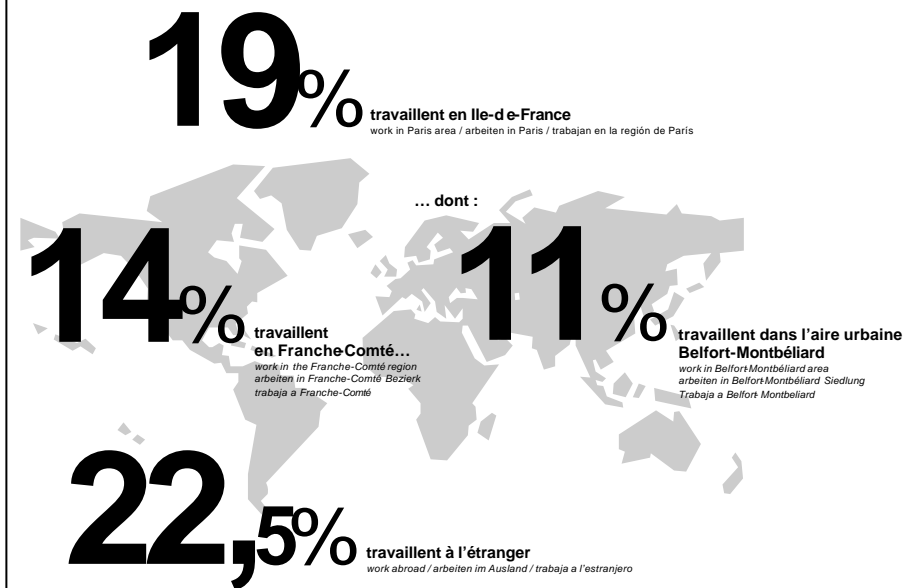 19%
travaillent en Ile-de-France
work in Paris area / arbeiten in Paris / trabajan en la región de París
… dont :
14%
travaillent
en Franche-Comté…
work in the Franche-Comté region
arbeiten in Franche-Comté Bezierk
trabaja a Franche-Comté
11%
travaillent dans l’aire urbaine
Belfort-Montbéliard
work in Belfort-Montbéliard area
arbeiten in Belfort-Montbéliard Siedlung
Trabaja a Belfort- Montbeliard
22,5%
travaillent à l’étranger
work abroad / arbeiten im Ausland / trabaja a l’estranjero